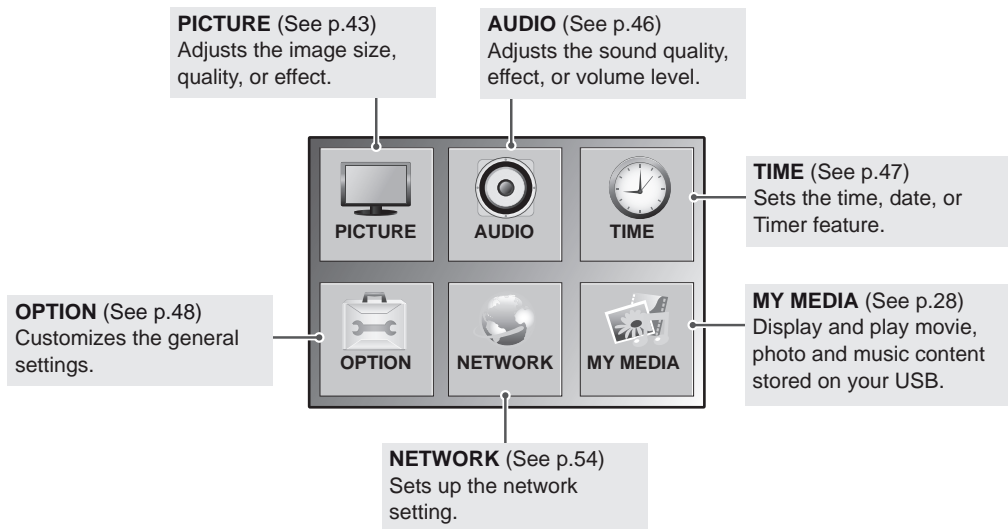 PICTURE (See p.43)
Adjusts the image size,
quality, or effect.
AUDIO (See p.46)
Adjusts the sound quality,
effect, or volume level.
PICTURE
AUDIO
TIME
TIME (See p.47)
Sets the time, date, or
Timer feature.
OPTION (See p.48)
Customizes the general
settings.
OPTION
NETWORK
MY MEDIA
MY MEDIA (See p.28)
Display and play movie,
photo and music content
stored on your USB.
NETWORK (See p.54)
Sets up the network
setting.